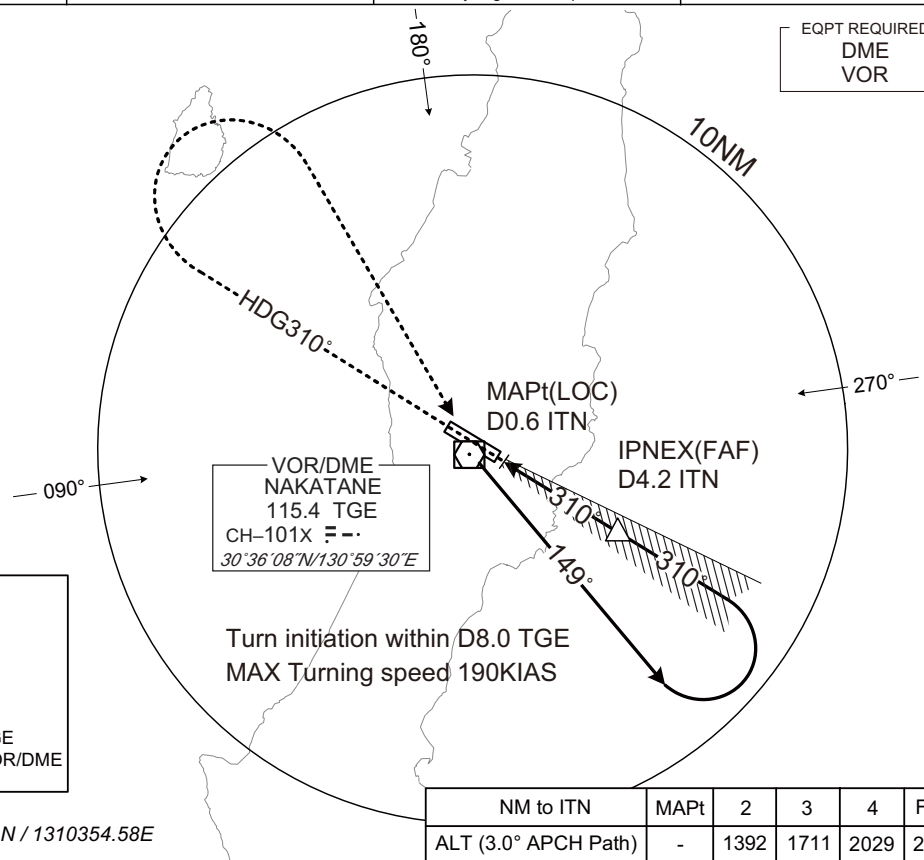 180°
EQPT REQUIRED
DME
VOR
10NM
HDG310°
270°
MAPt(LOC)
D0.6 ITN
IPNEX(FAF)
D4.2 ITN
090°
VOR/DME
NAKATANE
115.4 TGE
CH–101X
30°36´08˝N/130°59´30˝E
310°
310°
149°
Turn initiation within D8.0 TGE
MAX Turning speed 190KIAS
NM to ITN MAPt 2 3 4
ALT (3.0° APCH Path) - 1392 1711 2029
N / 1310354.58E